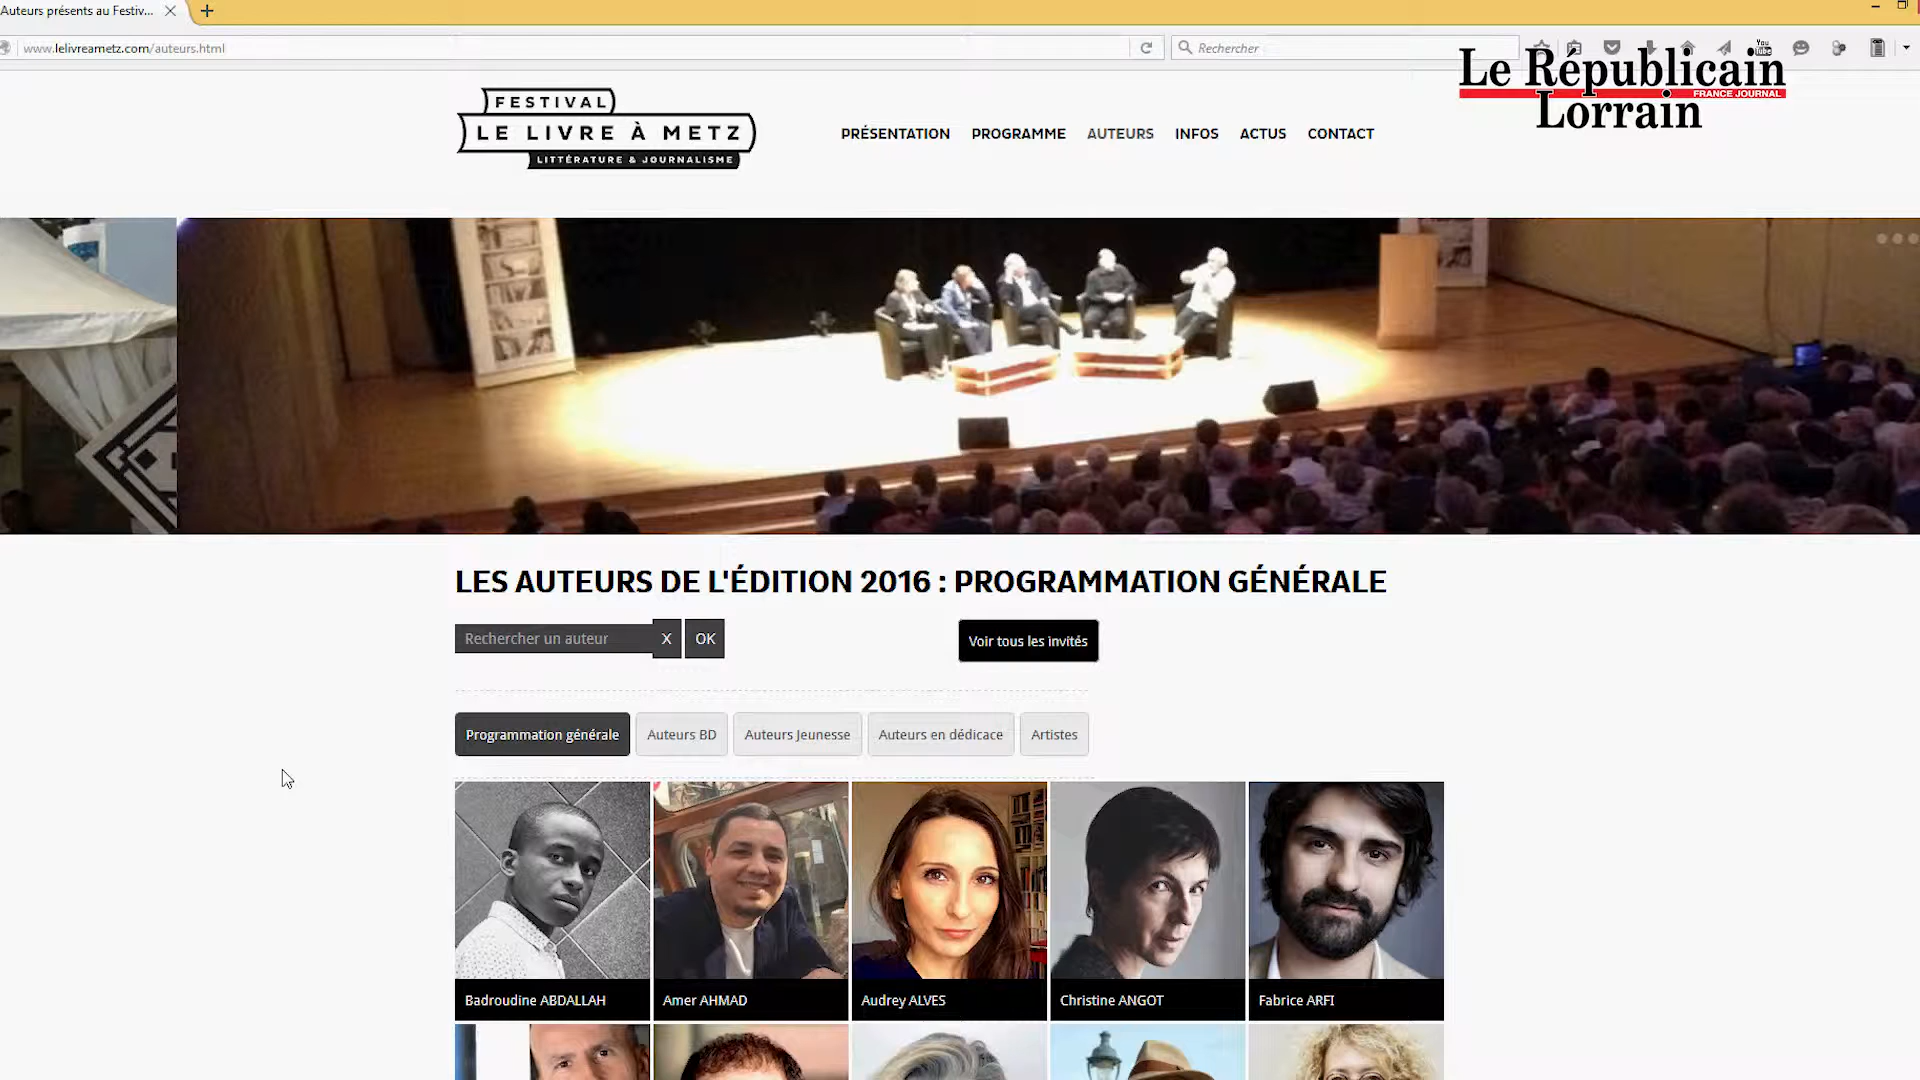 Auteurs présents au Festiv...
www.lelivreametz.com/auteurs.html
Rechercher
You
Tube
Le Républicain
FRANCE JOURNAL
Lorrain
FESTIVAL
LE LIVRE À METZ
LITTÉRATURE & JOURNALISME
PRÉSENTATION
PROGRAMME
AUTEURS
INFOS
ACTUS
CONTACT
LES AUTEURS DE L'ÉDITION 2016 : PROGRAMMATION GÉNÉRALE
Rechercher un auteur
X
OK
Voir tous les invités
Programmation générale
Auteurs BD
Auteurs Jeunesse
Auteurs en dédicace
Artistes
Badroudine ABDALLAH
Amer AHMAD
Audrey ALVES
Christine ANGOT
Fabrice ARFI